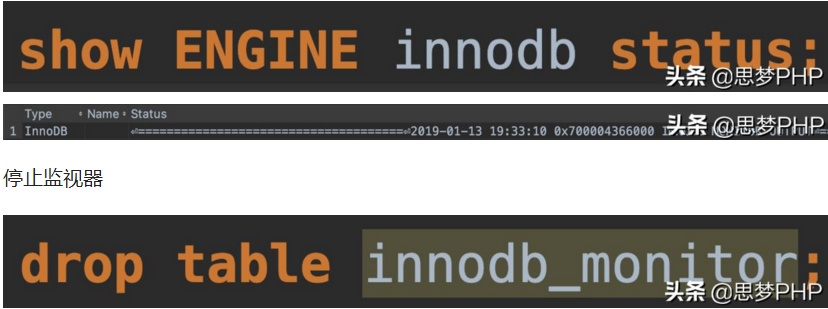 show ENGINE innodb status;
头条 @思梦PHP
Type Name Status
1 InnoDB ⏎=====================================⏎2019-01-13 19:33:10 0x700004366000
头条 @思梦PHP
停止监视器
drop table innodb_monitor;
头条 @思梦PHP